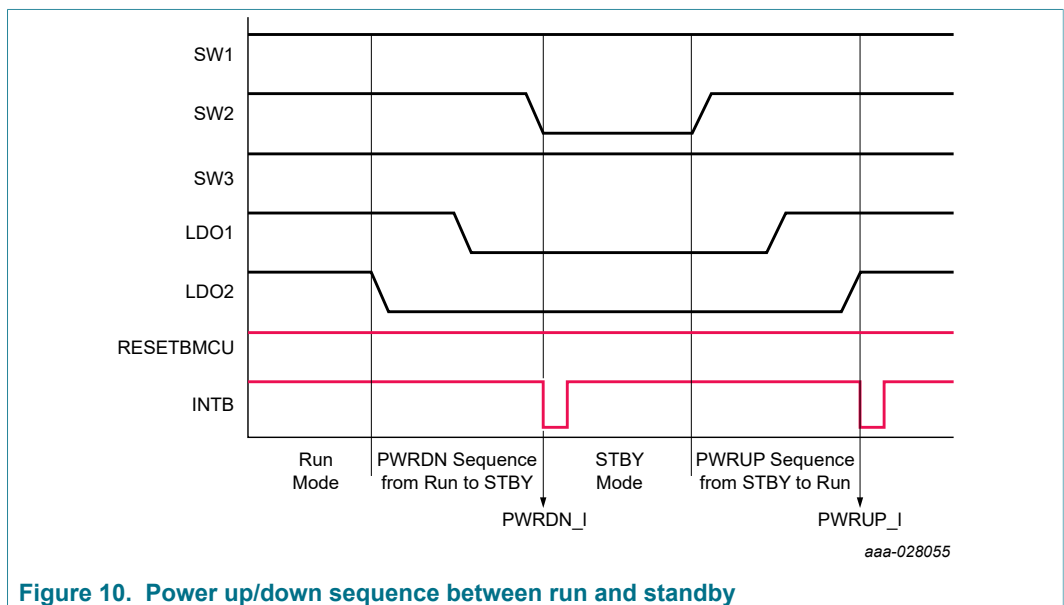 SW1
SW2
SW3
LDO1
LDO2
RESETBMCU
INTB
Run
Mode
PWRDN Sequence
from Run to STBY
STBY
Mode
PWRUP Sequence
from STBY to Run
PWRDN_I
PWRUP_I
aaa-028055
Figure 10. Power up/down sequence between run and standby